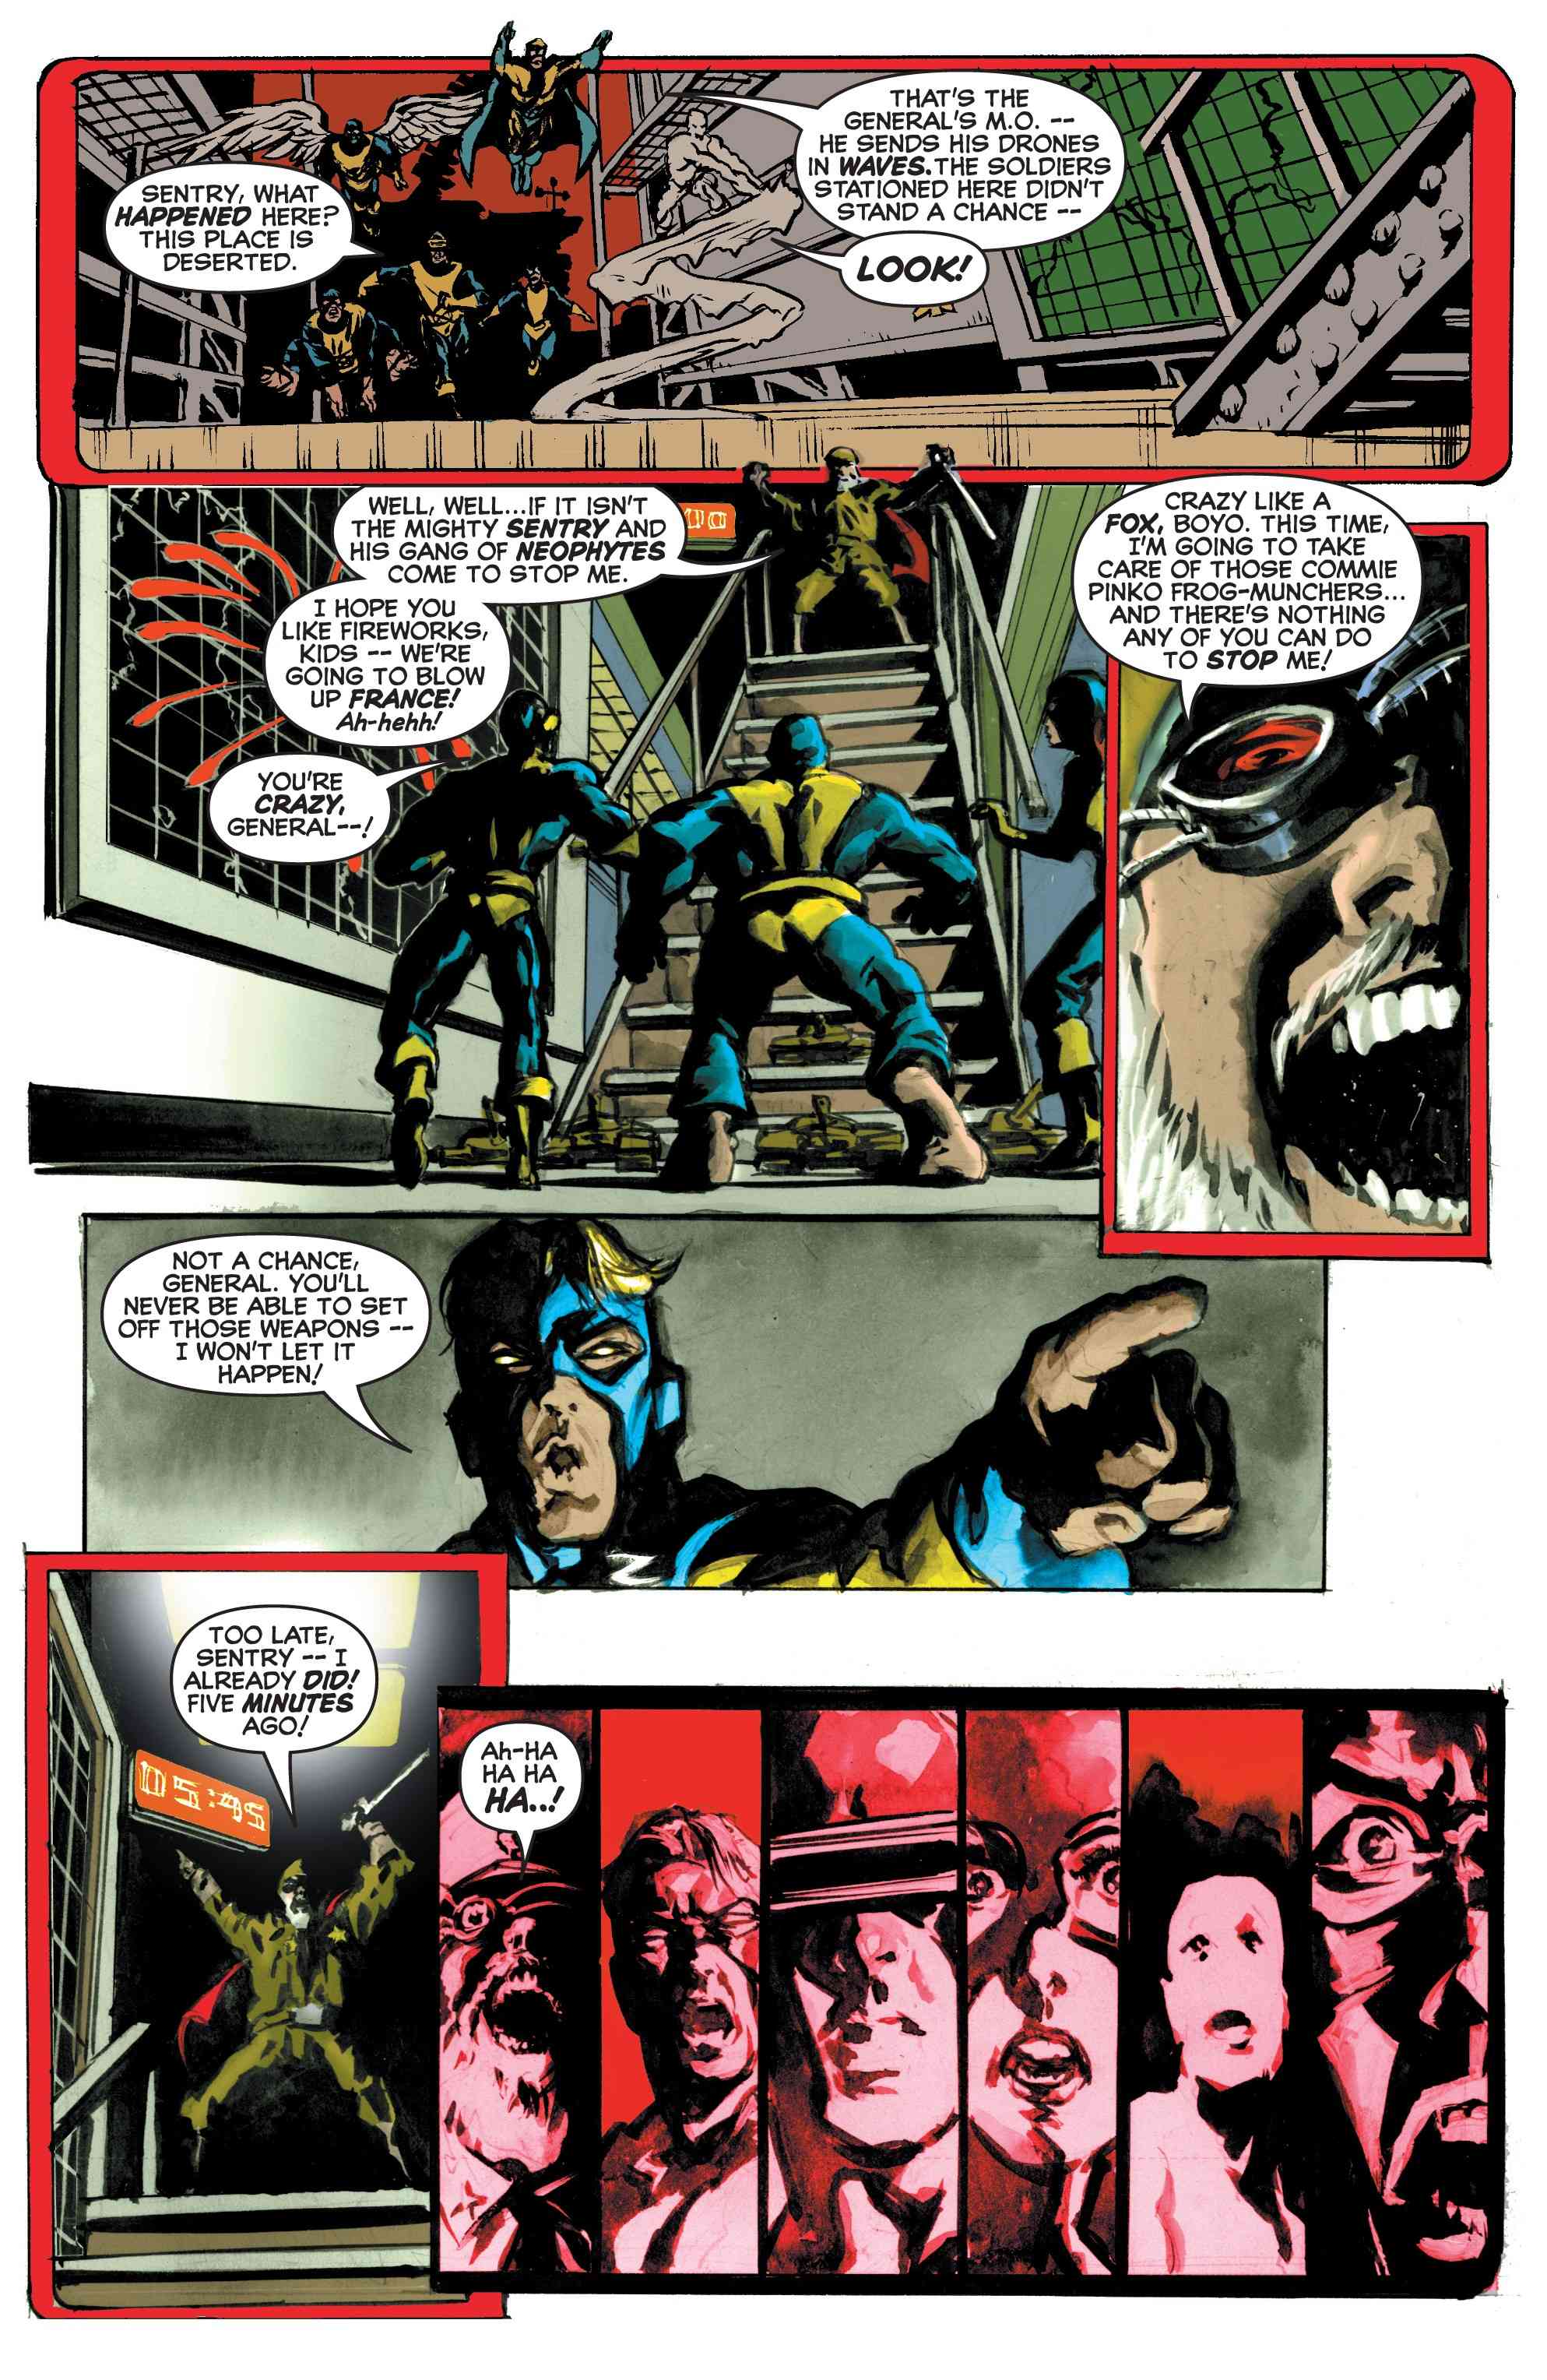 SENTRY, WHAT
HAPPENED HERE?
THIS PLACE IS
DESERTED.
THAT'S THE
GENERAL'S M.O. --
HE SENDS HIS DRONES
IN WAVES. THE SOLDIERS
STATIONED HERE DIDN'T
STAND A CHANCE --
LOOK!
WELL, WELL...IF IT ISN'T
THE MIGHTY SENTRY AND
HIS GANG OF NEOPHYTES
COME TO STOP ME.
I HOPE YOU
LIKE FIREWORKS,
KIDS -- WE'RE
GOING TO BLOW
UP FRANCE!
Ah-hehh!
YOU'RE
CRAZY,
GENERAL--!
CRAZY LIKE A
FOX, BOYO. THIS TIME,
I'M GOING TO TAKE
CARE OF THOSE COMMIE
PINKO FROG-MUNCHERS...
AND THERE'S NOTHING
ANY OF YOU CAN DO
TO STOP ME!
NOT A CHANCE,
GENERAL. YOU'LL
NEVER BE ABLE TO SET
OFF THOSE WEAPONS --
I WON'T LET IT
HAPPEN!
TOO LATE,
SENTRY -- I
ALREADY DID!
FIVE MINUTES
AGO!
05:45
Ah-HA
HA HA
HA...!